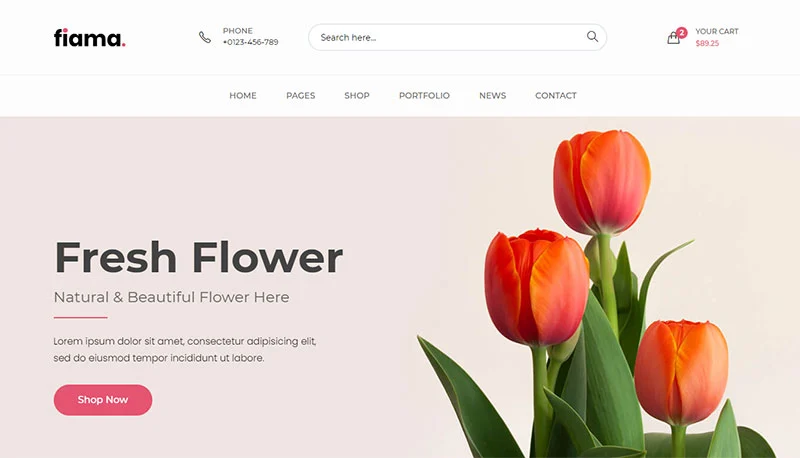 fiama.
PHONE
+0123-456-789
Search here...
2
YOUR CART
$89.25
HOME
PAGES
SHOP
PORTFOLIO
NEWS
CONTACT
Fresh Flower
Natural & Beautiful Flower Here
Lorem ipsum dolor sit amet, consectetur adipisicing elit,
sed do eiusmod tempor incididunt ut labore.
Shop Now